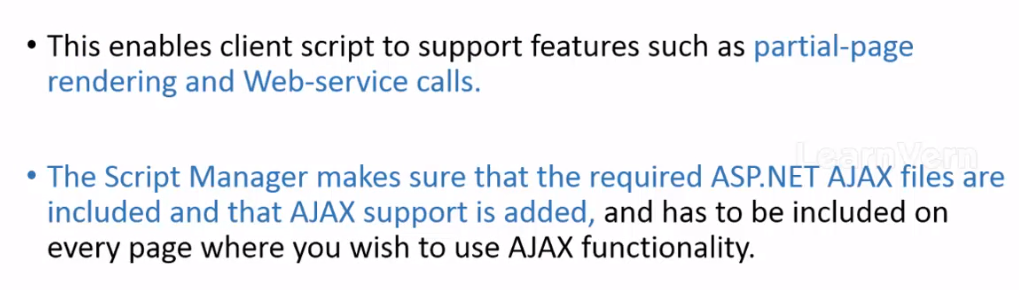 • This enables client script to support features such as partial-page
rendering and Web-service calls.
LearnVern
• The Script Manager makes sure that the required ASP.NET AJAX files are
included and that AJAX support is added, and has to be included on
every page where you wish to use AJAX functionality.